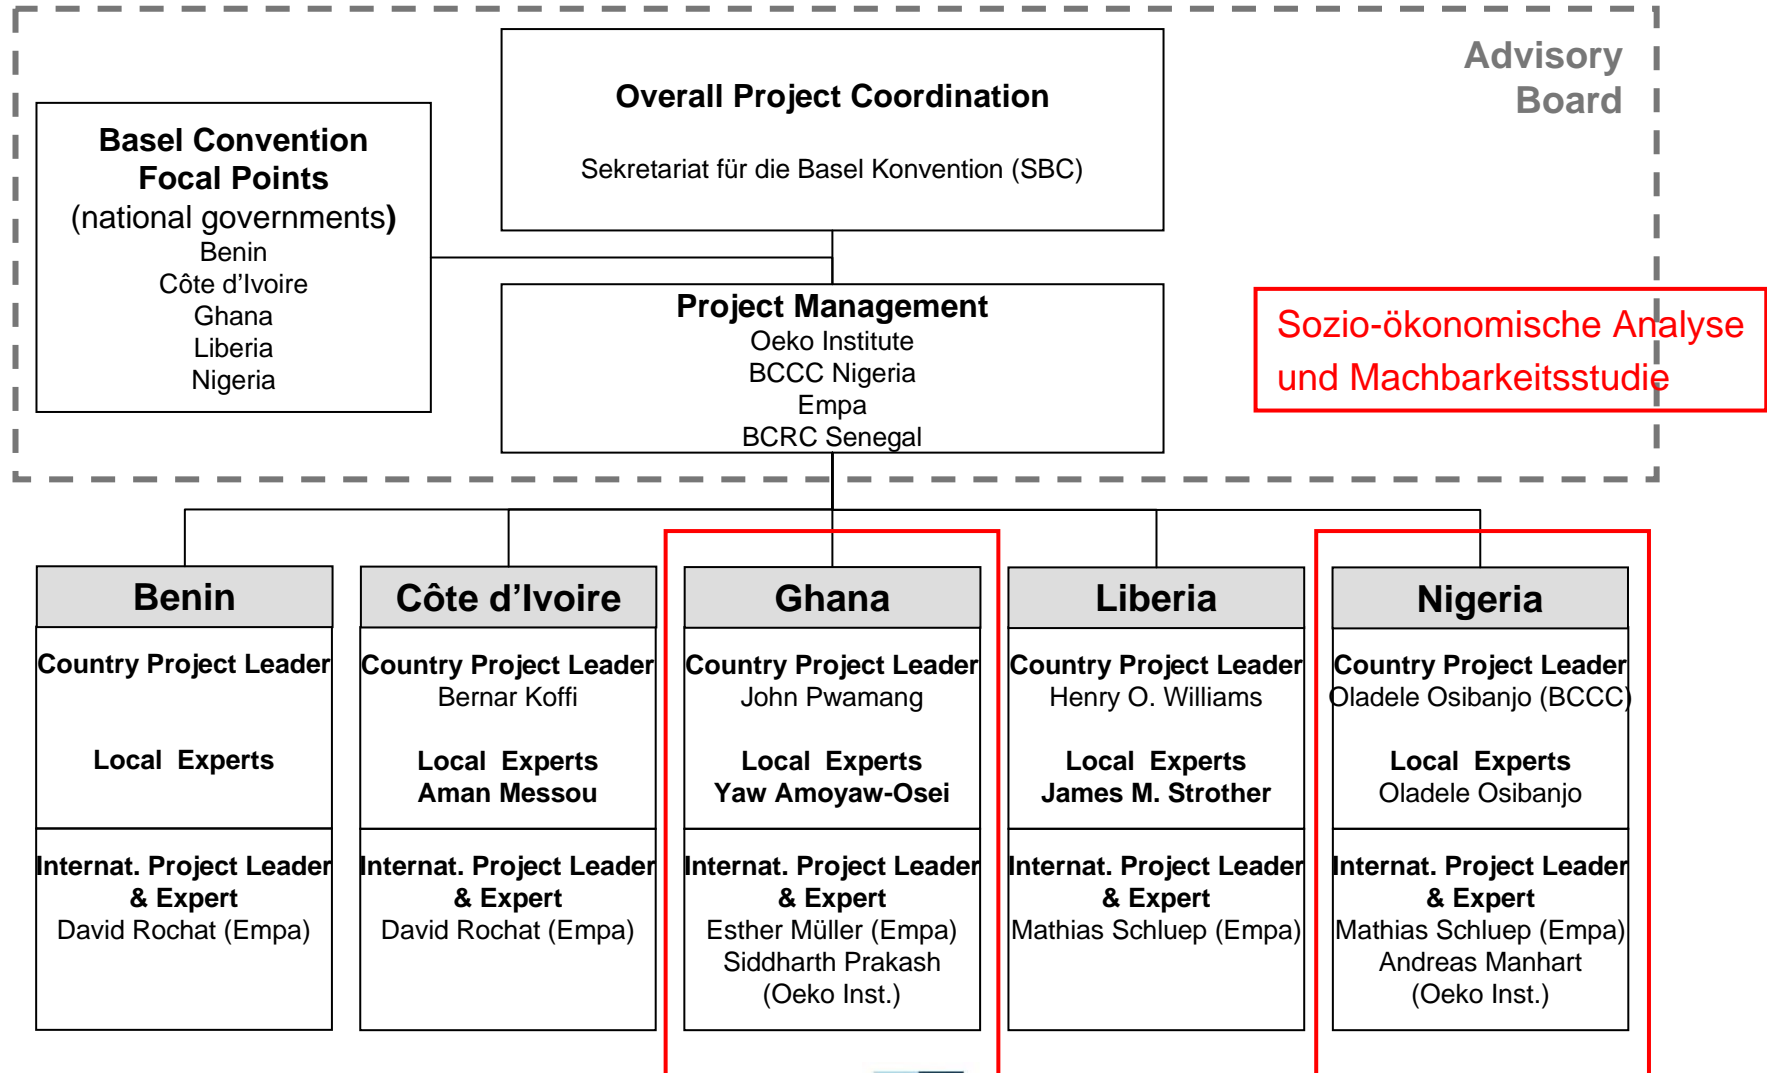 Advisory
Board
Overall Project Coordination
Sekretariat für die Basel Konvention (SBC)
Basel Convention
Focal Points
(national governments)
Benin
Côte d’Ivoire
Ghana
Liberia
Nigeria
Project Management
Oeko Institute
BCCC Nigeria
Empa
BCRC Senegal
Sozio-ökonomische Analyse
und Machbarkeitsstudie
Benin
Country Project Leader
Local Experts
Internat. Project Leader
& Expert
David Rochat (Empa)
Côte d’Ivoire
Country Project Leader
Bernar Koffi
Local Experts
Aman Messou
Internat. Project Leader
& Expert
David Rochat (Empa)
Ghana
Country Project Leader
John Pwamang
Local Experts
Yaw Amoyaw-Osei
Internat. Project Leader
& Expert
Esther Müller (Empa)
Siddharth Prakash
(Oeko Inst.)
Liberia
Country Project Leader
Henry O. Williams
Local Experts
James M. Strother
Internat. Project Leader
& Expert
Mathias Schluep (Empa)
Nigeria
Country Project Leader
Oladele Osibanjo (BCCC)
Local Experts
Oladele Osibanjo
Internat. Project Leader
& Expert
Mathias Schluep (Empa)
Andreas Manhart
(Oeko Inst.)